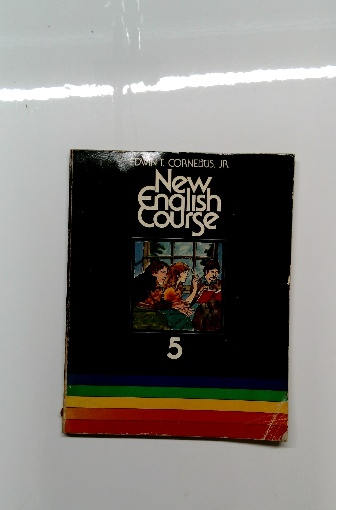 EDWIN T. CORNELIUS, JR.
New
English
Course
5